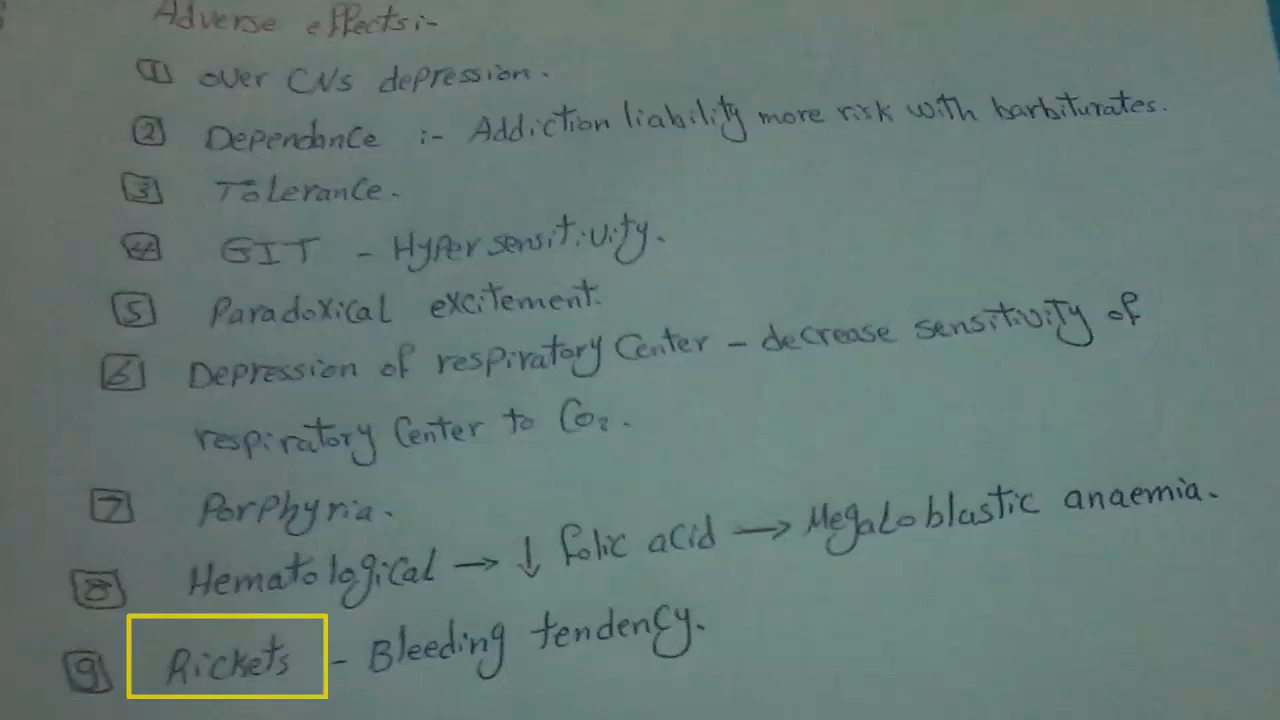 Adverse effects:-
1 over CNS depression.
2 Dependance :- Addiction liability more risk with barbiturates.
3 Tolerance.
4 GIT - Hyper sensitivity.
5 Paradoxical excitement.
6 Depression of respiratory Center - decrease sensitivity of
respiratory Center to Co₂.
7 Porphyria.
8 Hematological → ↓ folic acid → Megaloblastic anaemia.
9 Rickets - Bleeding tendency.